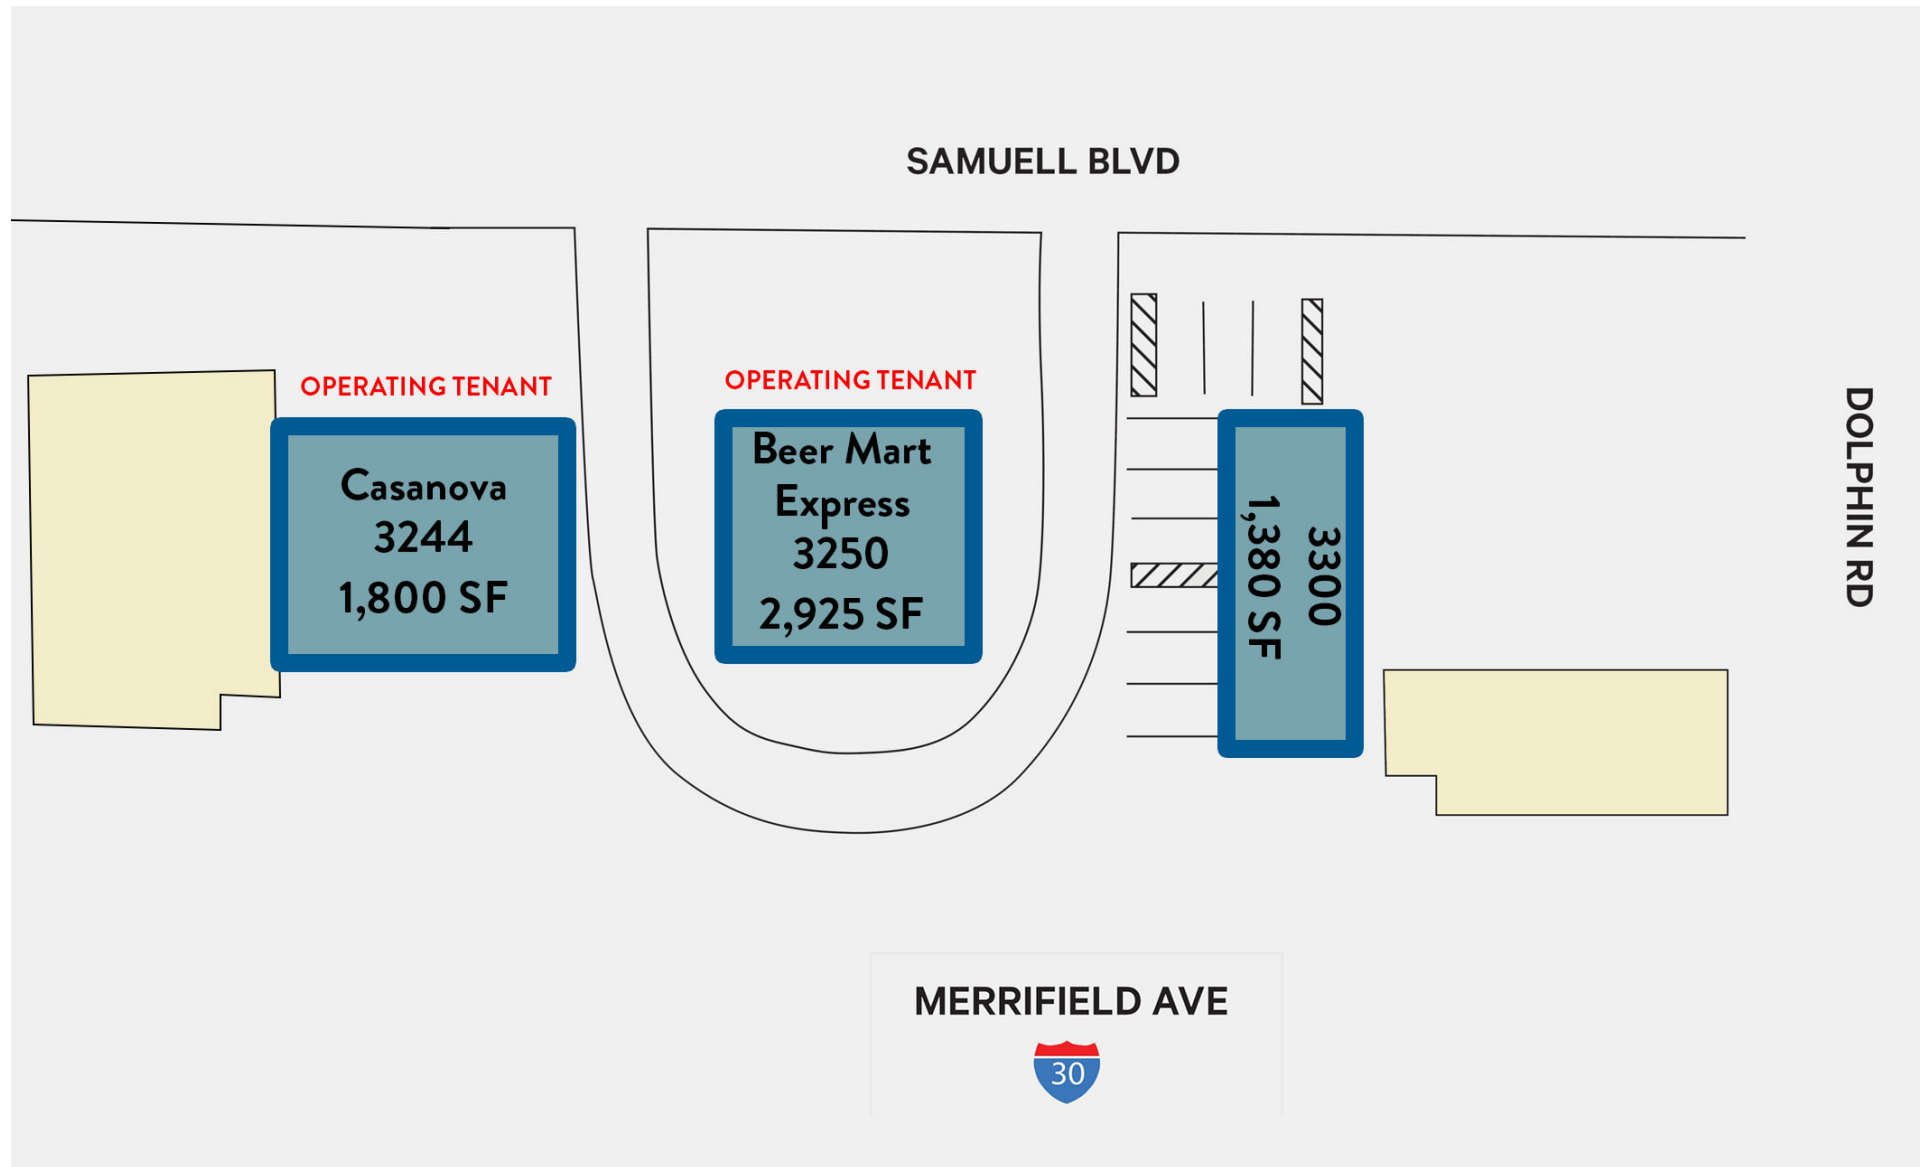 SAMUELL BLVD
OPERATING TENANT
Casanova
3244
1,800 SF
OPERATING TENANT
Beer Mart
Express
3250
2,925 SF
3300
1,380 SF
DOLPHIN RD
MERRIFIELD AVE
30